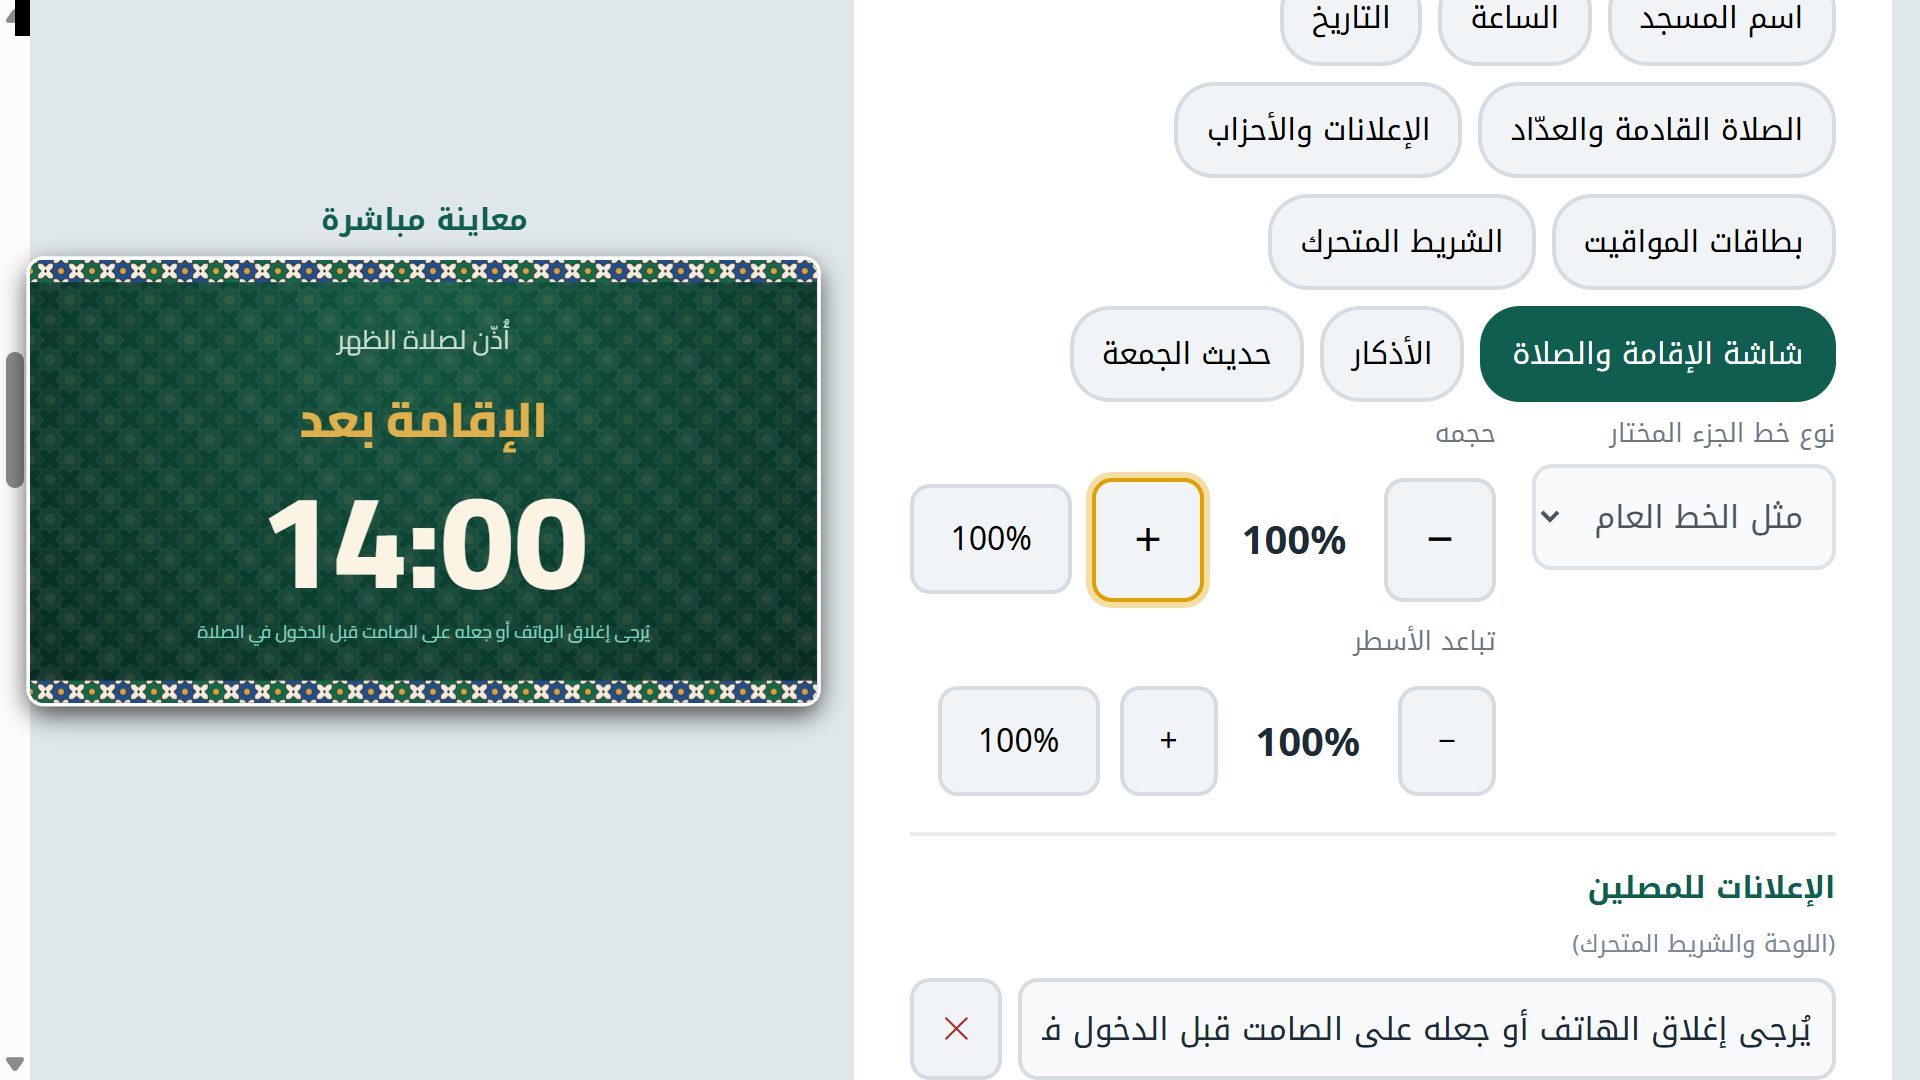 اسم المسجد
الساعة
التاريخ
الصلاة القادمة والعدّاد
الإعلانات والأحزاب
بطاقات المواقيت
الشريط المتحرك
شاشة الإقامة والصلاة
الأذكار
حديث الجمعة
نوع خط الجزء المختار
مثل الخط العام
حجمه
−
100%
+
100%
تباعد الأسطر
−
100%
+
100%
الإعلانات للمصلين
(اللوحة والشريط المتحرك)
يُرجى إغلاق الهاتف أو جعله على الصامت قبل الدخول ف
معاينة مباشرة
أُذّن لصلاة الظهر
الإقامة بعد
14:00
يُرجى إغلاق الهاتف أو جعله على الصامت قبل الدخول في الصلاة